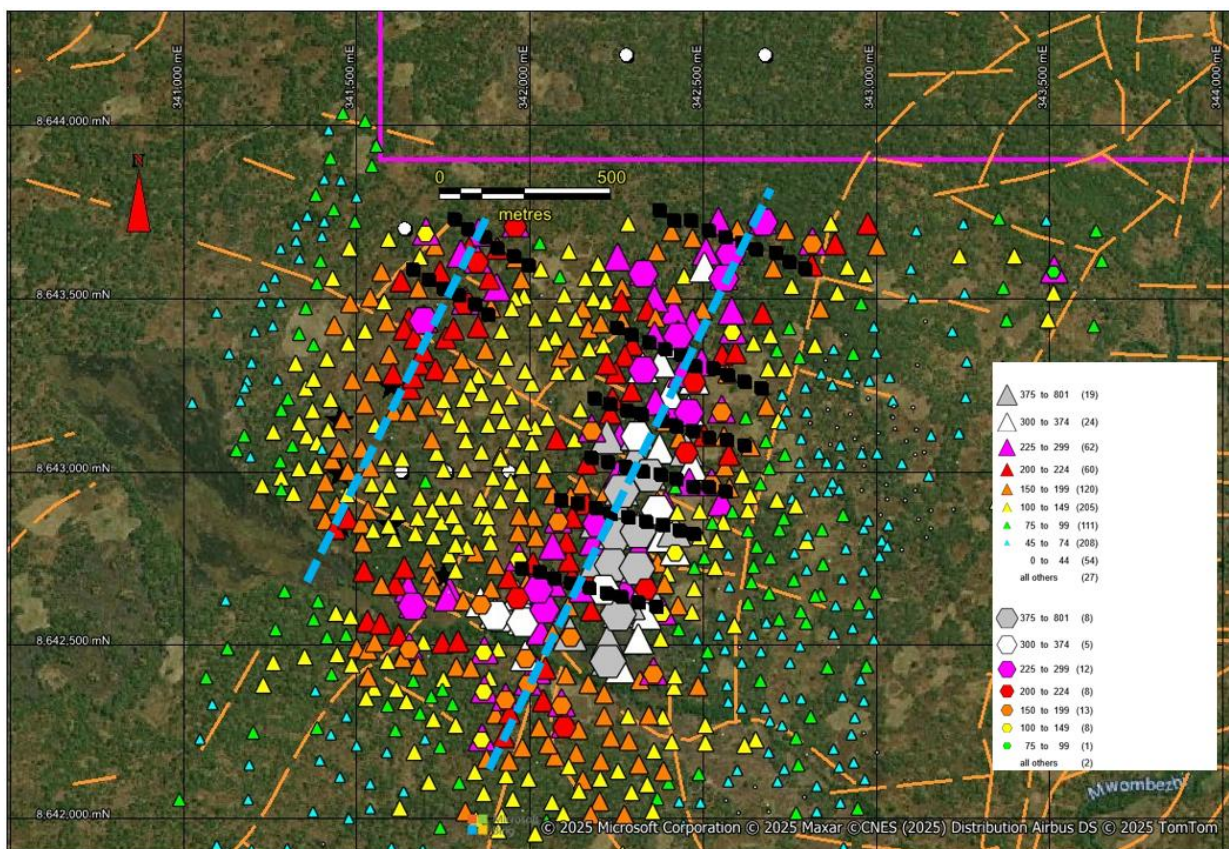 341,000 mE
341,500 mE
342,000 mE
342,500 mE
343,000 mE
343,500 mE
344,000 mE
8,644,000 mN
N
0 500
metres
8,643,500 mN
8,643,000 mN
8,642,500 mN
8,642,000 mN
375 to 801 (19)
300 to 374 (24)
225 to 299 (62)
200 to 224 (60)
150 to 199 (120)
100 to 149 (205)
75 to 99 (111)
45 to 74 (208)
0 to 44 (54)
all others (27)
375 to 801 (8)
300 to 374 (5)
225 to 299 (12)
200 to 224 (8)
150 to 199 (13)
100 to 149 (8)
75 to 99 (1)
all others (2)
Microsoft
Bing
© 2025 Microsoft Corporation © 2025 Maxar ©CNES (2025) Distribution Airbus DS © 2025 TomTom